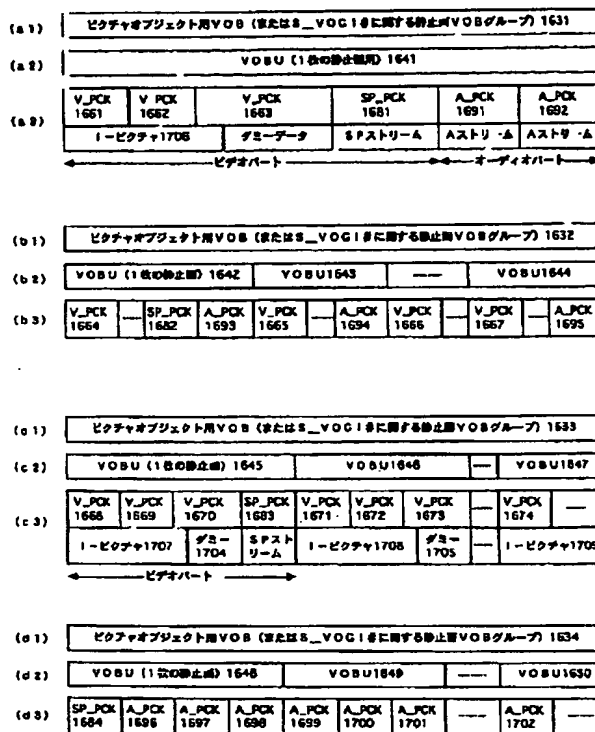 (a1) ピクチャオブジェクト用VOB (またはS__VOGI#に関する静止画VOBグループ) 1631
(a2) VOBU (1枚の静止画用) 1641
(a3) V_PCK 1661 V_PCK 1662 V_PCK 1663 SP_PCK 1681 A_PCK 1691 A_PCK 1692
I-ピクチャ1706 ダミーデータ SPストリーム Aストリーム Aストリーム
ビデオパート オーディオパート
(b1) ピクチャオブジェクト用VOB (またはS__VOGI#に関する静止画VOBグループ) 1632
(b2) VOBU (1枚の静止画) 1642 VOBU1643 —— VOBU1644
(b3) V_PCK 1664 — SP_PCK 1682 A_PCK 1693 V_PCK 1665 — A_PCK 1694 V_PCK 1666 — V_PCK 1667 — A_PCK 1695
(c1) ピクチャオブジェクト用VOB (またはS__VOGI#に関する静止画VOBグループ) 1633
(c2) VOBU (1枚の静止画) 1645 VOBU1646 — VOBU1647
(c3) V_PCK 1668 V_PCK 1669 V_PCK 1670 SP_PCK 1683 V_PCK 1671 V_PCK 1672 V_PCK 1673 — V_PCK 1674 —
I-ピクチャ1707 ダミー 1704 SPストリーム I-ピクチャ1708 ダミー 1705 — I-ピクチャ1709
ビデオパート
(d1) ピクチャオブジェクト用VOB (またはS__VOGI#に関する静止画VOBグループ) 1634
(d2) VOBU (1枚の静止画) 1648 VOBU1649 —— VOBU1650
(d3) SP_PCK 1684 A_PCK 1696 A_PCK 1697 A_PCK 1698 A_PCK 1699 A_PCK 1700 A_PCK 1701 —— A_PCK 1702 —